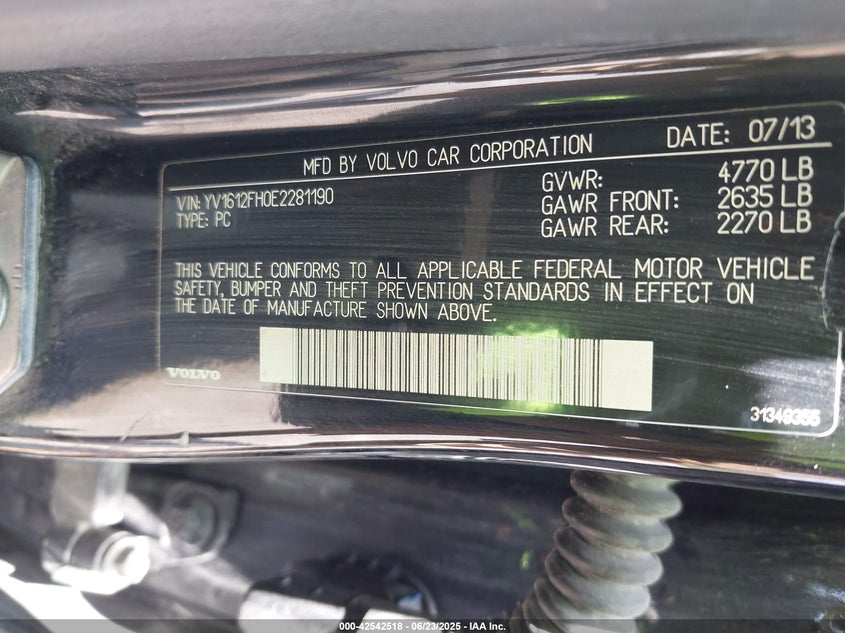 MFD BY VOLVO CAR CORPORATION DATE: 07/13
VIN: YV1612FH0E2281190 GVWR: 4770 LB
TYPE: PC GAWR FRONT: 2635 LB
GAWR REAR: 2270 LB
THIS VEHICLE CONFORMS TO ALL APPLICABLE FEDERAL MOTOR VEHICLE
SAFETY, BUMPER AND THEFT PREVENTION STANDARDS IN EFFECT ON
THE DATE OF MANUFACTURE SHOWN ABOVE.
VOLVO
31349355
000-42542518 - 06/23/2025 - IAA Inc.